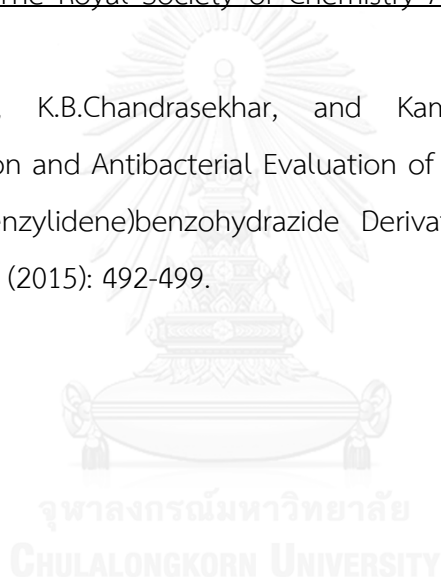 The Royal Society of Chemistry
K.B.Chandrasekhar, and Kan
on and Antibacterial Evaluation of
enzylidene)benzohydrazide Deriva
(2015): 492-499.
จุฬาลงกรณ์มหาวิทยาลัย
CHULALONGKORN UNIVERSITY